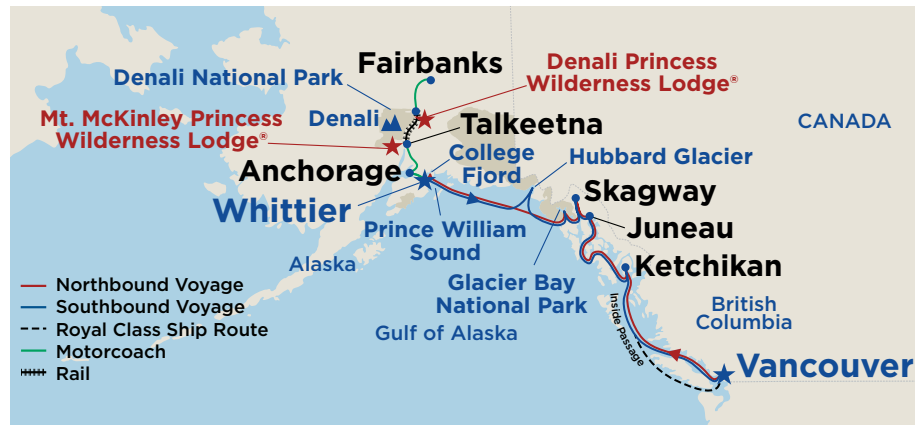 Fairbanks
Denali National Park
Denali Princess
Wilderness Lodge®
Mt. McKinley Princess
Wilderness Lodge®
Denali
Talkeetna
CANADA
Anchorage
College
Fjord
Hubbard Glacier
Whittier
Skagway
Prince William
Sound
Juneau
Alaska
Glacier Bay
National Park
Ketchikan
Northbound Voyage
Southbound Voyage
Royal Class Ship Route
Motorcoach
Rail
Gulf of Alaska
Inside Passage
British
Columbia
Vancouver